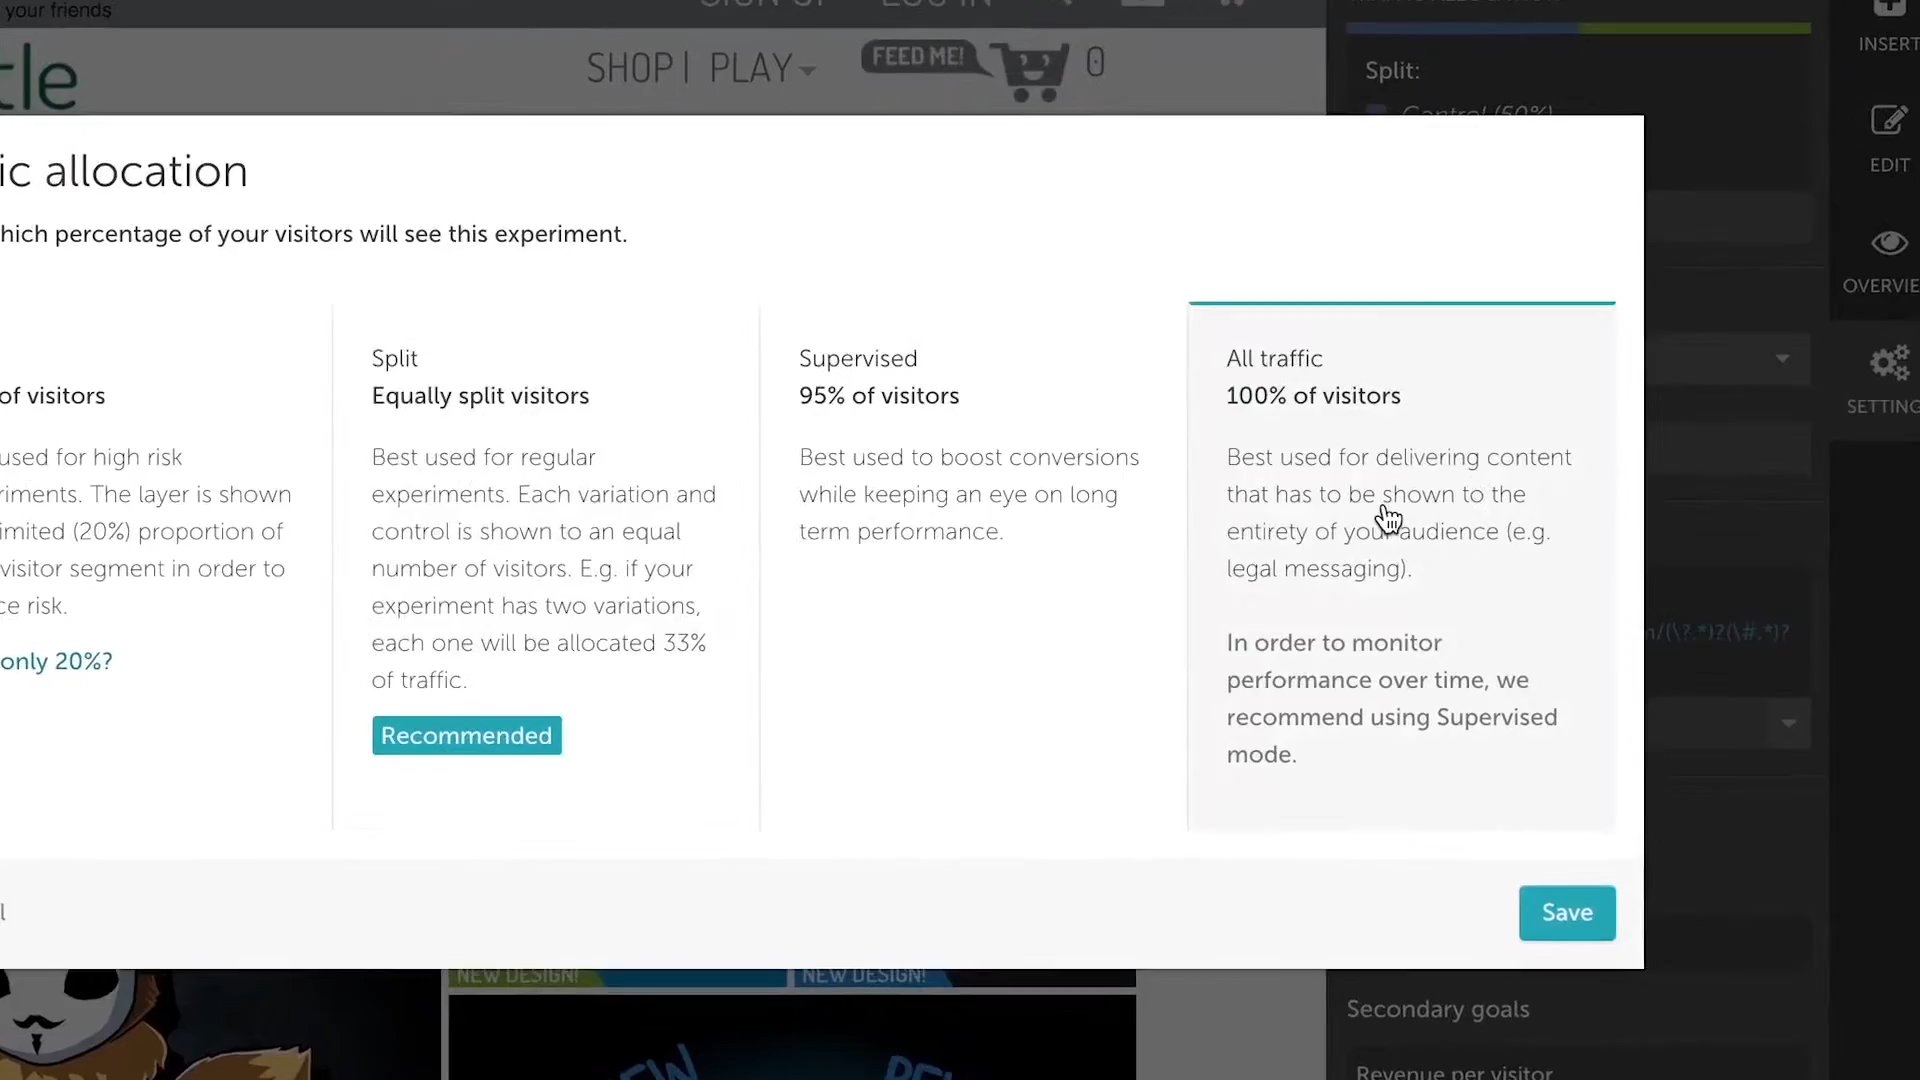 your friends
SIGN UP LOG IN
tle
SHOP | PLAY
FEED ME!
0
INSERT
Split:
Control (50%)
EDIT
ic allocation
hich percentage of your visitors will see this experiment.
OVERVIE
SETTING
of visitors
used for high risk
riments. The layer is shown
limited (20%) proportion of
visitor segment in order to
ce risk.
only 20%?
Split
Equally split visitors
Best used for regular
experiments. Each variation and
control is shown to an equal
number of visitors. E.g. if your
experiment has two variations,
each one will be allocated 33%
of traffic.
Recommended
Supervised
95% of visitors
Best used to boost conversions
while keeping an eye on long
term performance.
All traffic
100% of visitors
Best used for delivering content
that has to be shown to the
entirety of your audience (e.g.
legal messaging).
In order to monitor
performance over time, we
recommend using Supervised
mode.
n/(\?.*)?(\#.*)?
l
Save
NEW DESIGN!
NEW DESIGN!
Secondary goals
Revenue per visitor